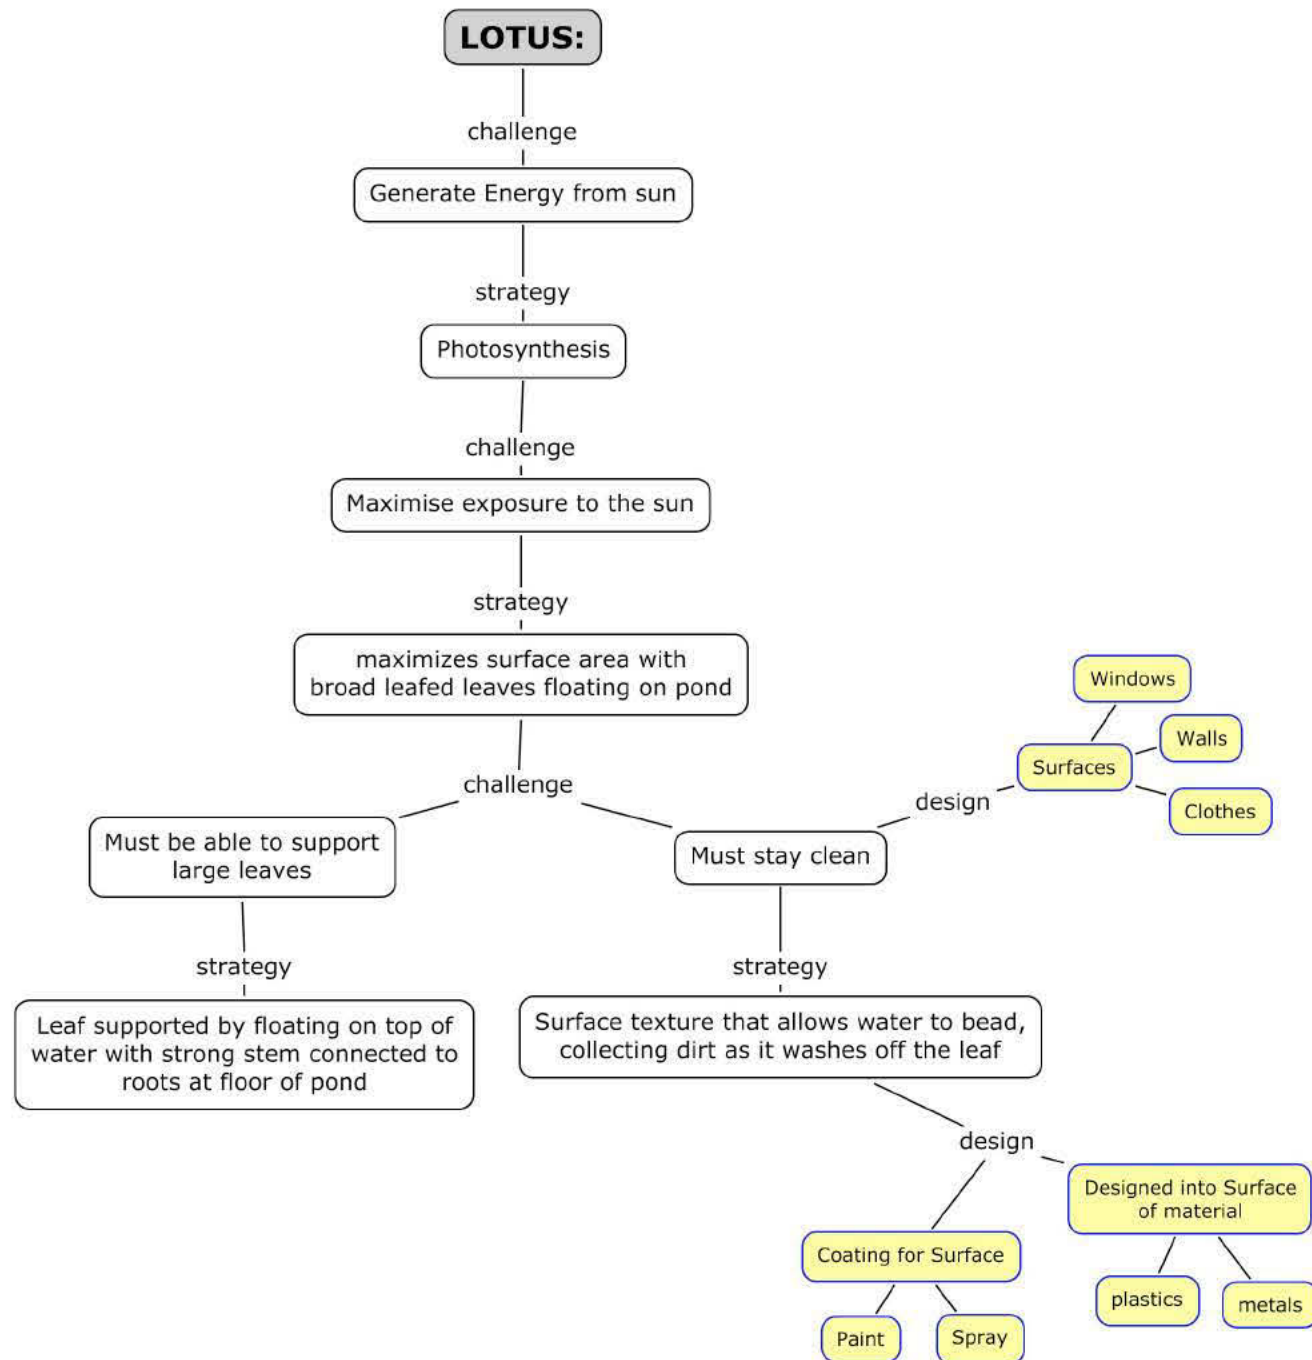 LOTUS:
challenge
Generate Energy from sun
strategy
Photosynthesis
challenge
Maximise exposure to the sun
strategy
maximizes surface area with
broad leafed leaves floating on pond
challenge
Must be able to support
large leaves
strategy
Leaf supported by floating on top of
water with strong stem connected to
roots at floor of pond
Must stay clean
design
Surfaces
Windows
Walls
Clothes
strategy
Surface texture that allows water to bead,
collecting dirt as it washes off the leaf
design
Coating for Surface
Paint
Spray
Designed into Surface
of material
plastics
metals